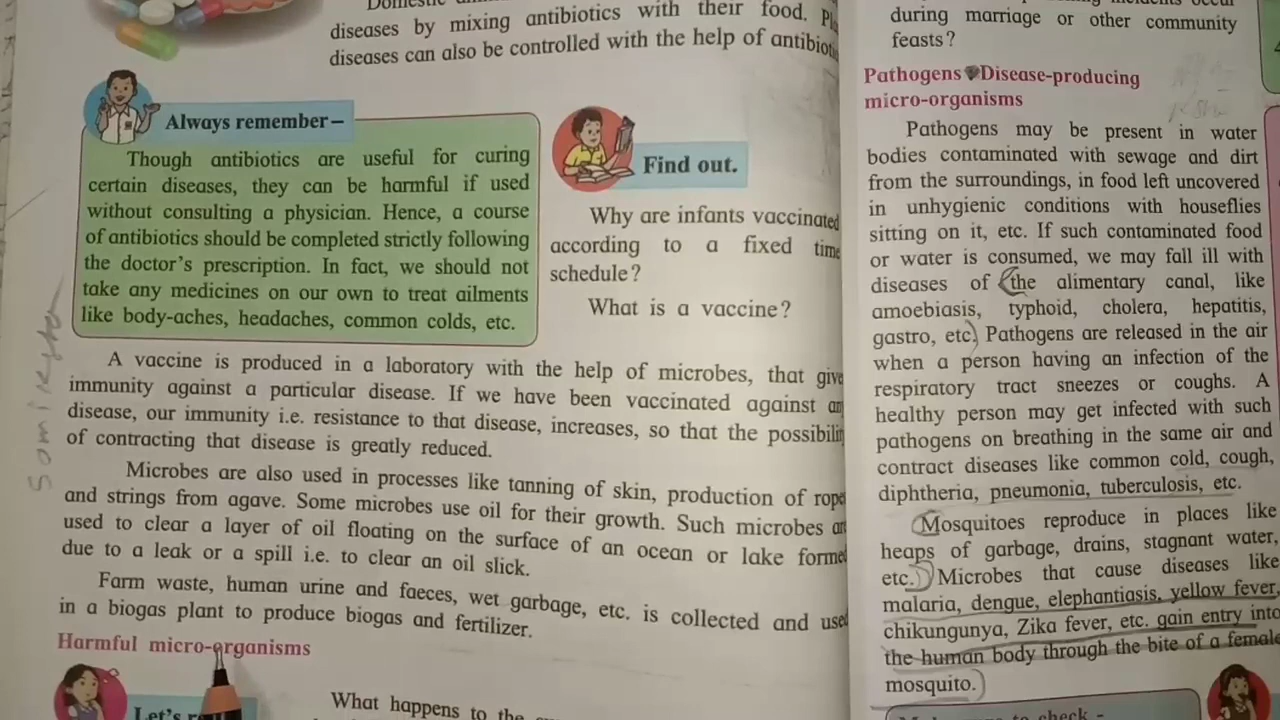 diseases by mixing antibiotics with their food.
diseases can also be controlled with the help of
Always remember–
Though antibiotics are useful for curing
certain diseases, they can be harmful if used
without consulting a physician. Hence, a course
of antibiotics should be completed strictly following
the doctor's prescription. In fact, we should not
take any medicines on our own to treat ailments
like body-aches, headaches, common colds, etc.
Find out.
Why are infants vaccinated
according to a fixed time
schedule?
What is a vaccine?
A vaccine is produced in a laboratory with the help of microbes, that give
immunity against a particular disease. If we have been vaccinated against
disease, our immunity i.e. resistance to that disease, increases, so that the
of contracting that disease is greatly reduced.
Microbes are also used in processes like tanning of skin, production of rope
and strings from agave. Some microbes use oil for their growth. Such microbes
used to clear a layer of oil floating on the surface of an ocean or lake
due to a leak or a spill i.e. to clear an oil slick.
Farm waste, human urine and faeces, wet garbage, etc. is collected and
in a biogas plant to produce biogas and fertilizer.
Harmful micro-organisms
Let's
What happens to the
during marriage or other community
feasts?
Pathogens Disease-producing
micro-organisms
Pathogens may be present in water
bodies contaminated with sewage and dirt
from the surroundings, in food left uncovered
in unhygienic conditions with houseflies
sitting on it, etc. If such contaminated food
or water is consumed, we may fall ill with
diseases of the alimentary canal, like
amoebiasis, typhoid, cholera, hepatitis,
gastro, etc. Pathogens are released in the air
when a person having an infection of the
respiratory tract sneezes or coughs. A
healthy person may get infected with such
pathogens on breathing in the same air and
contract diseases like common cold, cough,
diphtheria, pneumonia, tuberculosis, etc.
Mosquitoes reproduce in places like
heaps of garbage, drains, stagnant water,
etc. Microbes that cause diseases like
malaria, dengue, elephantiasis, yellow fever,
chikungunya, Zika fever, etc. gain entry into
the human body through the bite of a female
mosquito.